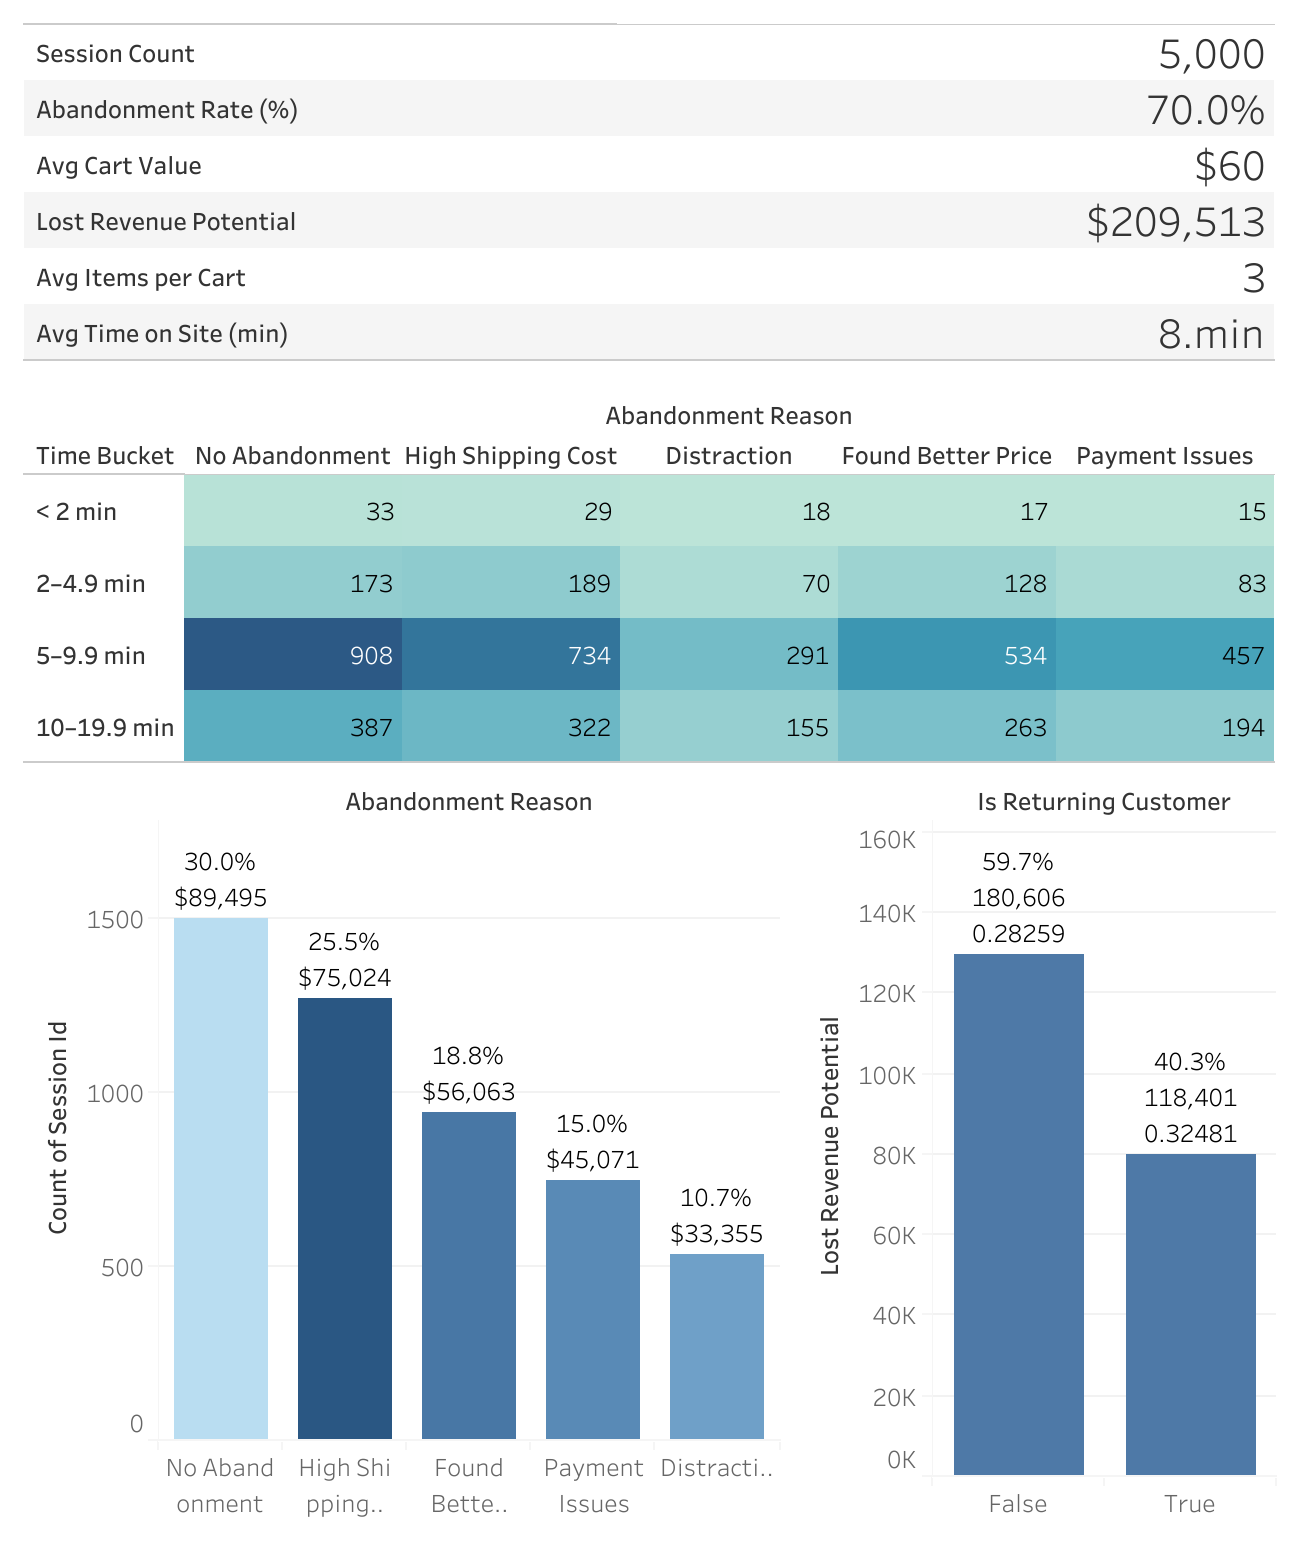 Session Count 5,000
Abandonment Rate (%) 70.0%
Avg Cart Value $60
Lost Revenue Potential $209,513
Avg Items per Cart 3
Avg Time on Site (min) 8.min
Abandonment Reason
Time Bucket No Abandonment High Shipping Cost Distraction Found Better Price Payment Issues
< 2 min 33 29 18 17 15
2–4.9 min 173 189 70 128 83
5–9.9 min 908 734 291 534 457
10–19.9 min 387 322 155 263 194
Abandonment Reason
Count of Session Id
1500
1000
500
0
30.0%
$89,495
25.5%
$75,024
18.8%
$56,063
15.0%
$45,071
10.7%
$33,355
No Aband
onment
High Shi
pping..
Found
Bette..
Payment
Issues
Distracti..
Is Returning Customer
Lost Revenue Potential
160K
140K
120K
100K
80K
60K
40K
20K
0K
59.7%
180,606
0.28259
40.3%
118,401
0.32481
False
True